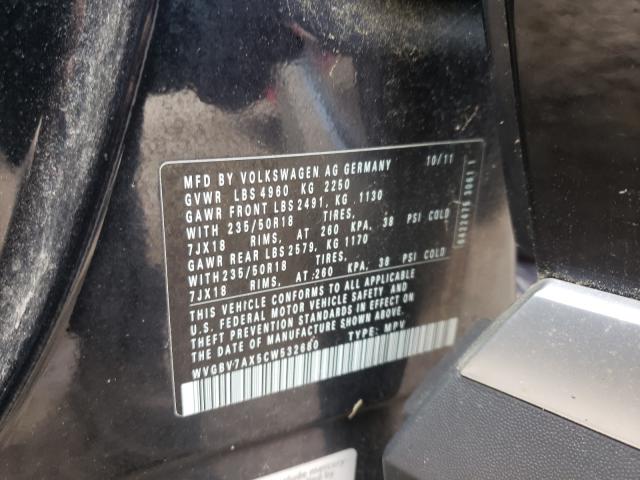 MFD BY VOLKSWAGEN AG GERMANY 10/11
GVWR LBS 4960 KG 2250
GAWR FRONT LBS 2491, KG 1130
WITH 235/50R18 TIRES,
7JX18 RIMS, AT 260 KPA, 38 PSI COLD
GAWR REAR LBS 2579, KG 1170
WITH 235/50R18 TIRES,
7JX18 RIMS, AT 260 KPA, 38 PSI COLD
THIS VEHICLE CONFORMS TO ALL APPLICABLE
U.S. FEDERAL MOTOR VEHICLE SAFETY AND
THEFT PREVENTION STANDARDS IN EFFECT ON
THE DATE OF MANUFACTURE SHOWN ABOVE.
TYPE: MPV